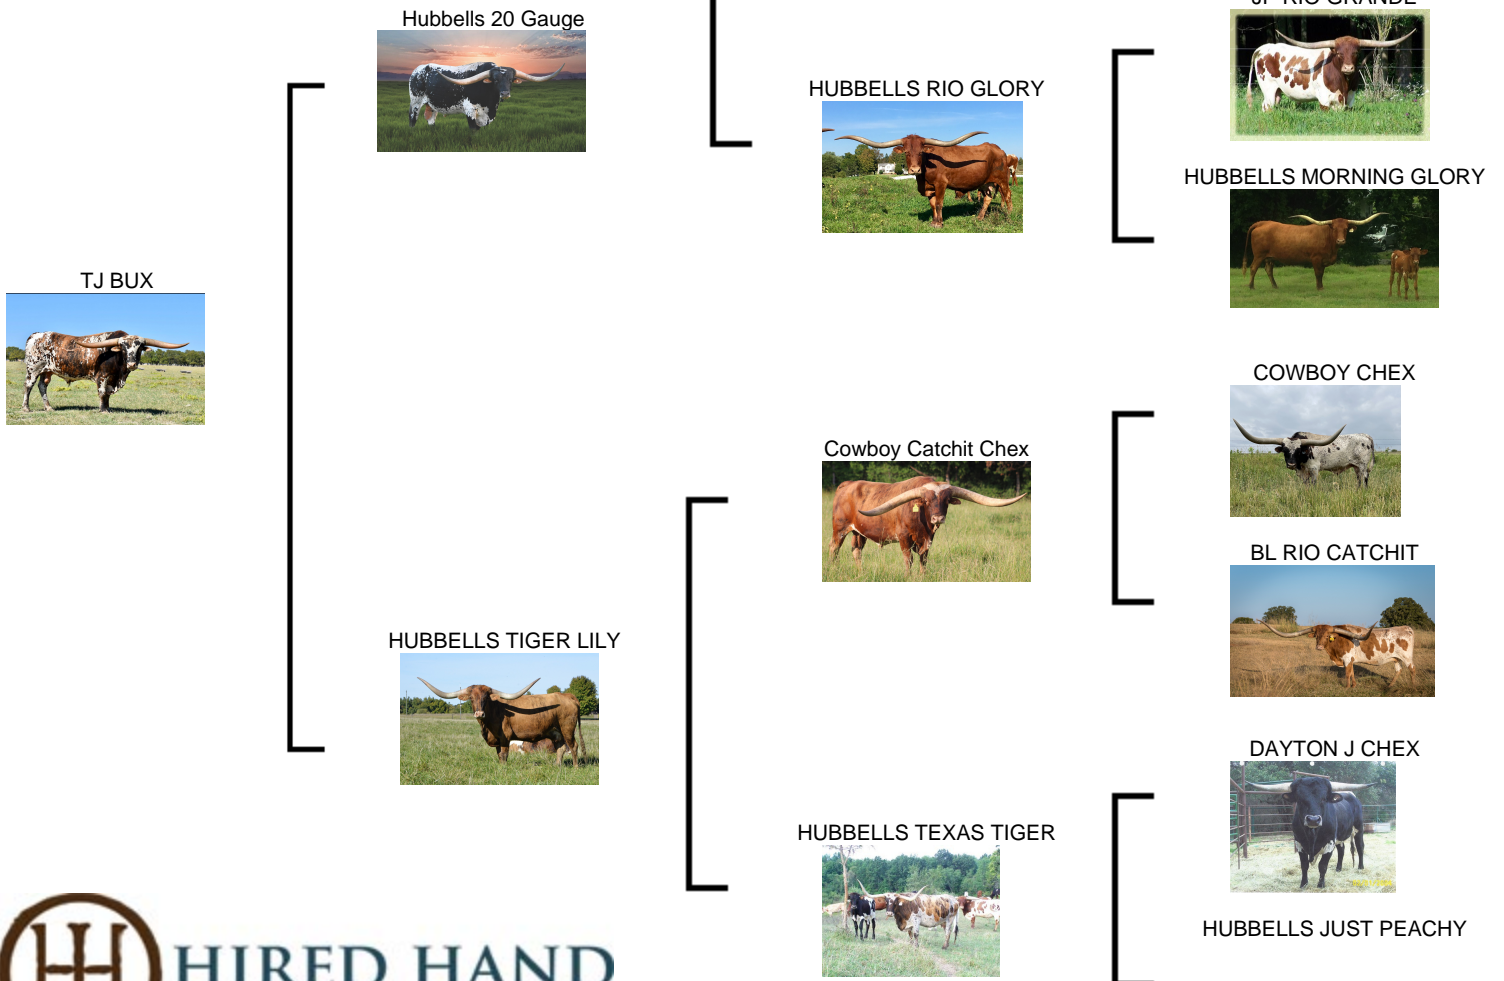 Hubbells 20 Gauge
HUBBELLS RIO GLORY
HUBBELLS MORNING GLORY
TJ BUX
COWBOY CHEX
Cowboy Catchit Chex
BL RIO CATCHIT
HUBBELLS TIGER LILY
DAYTON J CHEX
HUBBELLS TEXAS TIGER
HUBBELLS JUST PEACHY
HIRED HAND